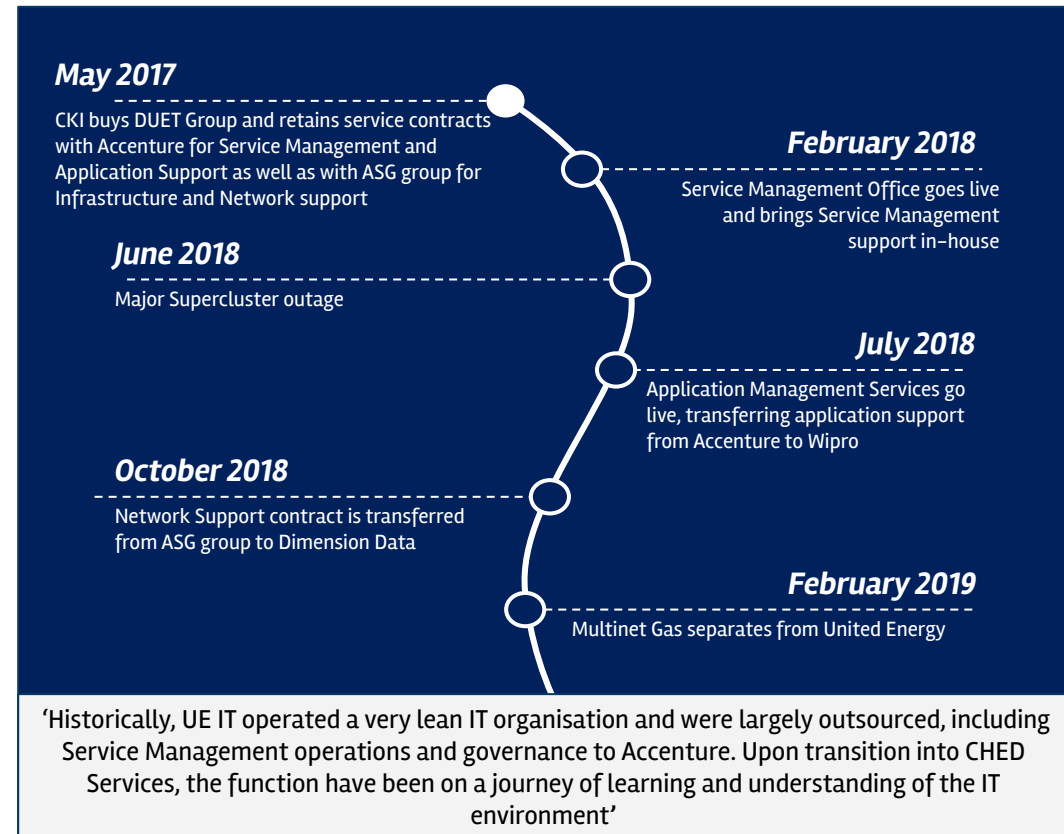 May 2017
CKI buys DUET Group and retains service contracts
with Accenture for Service Management and
Application Support as well as with ASG group for
Infrastructure and Network support
February 2018
Service Management Office goes live
and brings Service Management
support in-house
June 2018
Major Supercluster outage
July 2018
Application Management Services go
live, transferring application support
from Accenture to Wipro
October 2018
Network Support contract is transferred
from ASG group to Dimension Data
February 2019
Multinet Gas separates from United Energy
‘Historically, UE IT operated a very lean IT organisation and were largely outsourced, including
Service Management operations and governance to Accenture. Upon transition into CHED
Services, the function have been on a journey of learning and understanding of the IT
environment’